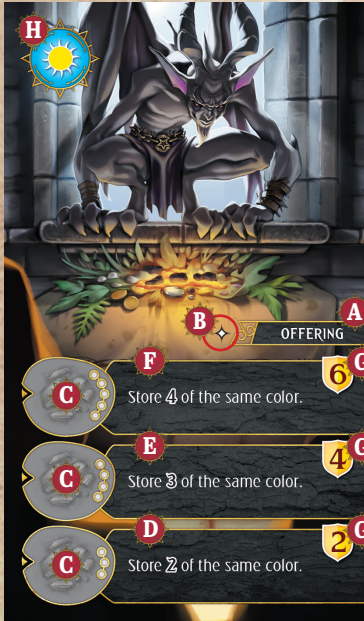 H
A
B
OFFERING
F
G
6
C
Store 4 of the same color.
E
G
4
C
Store 3 of the same color.
D
G
2
C
Store 2 of the same color.